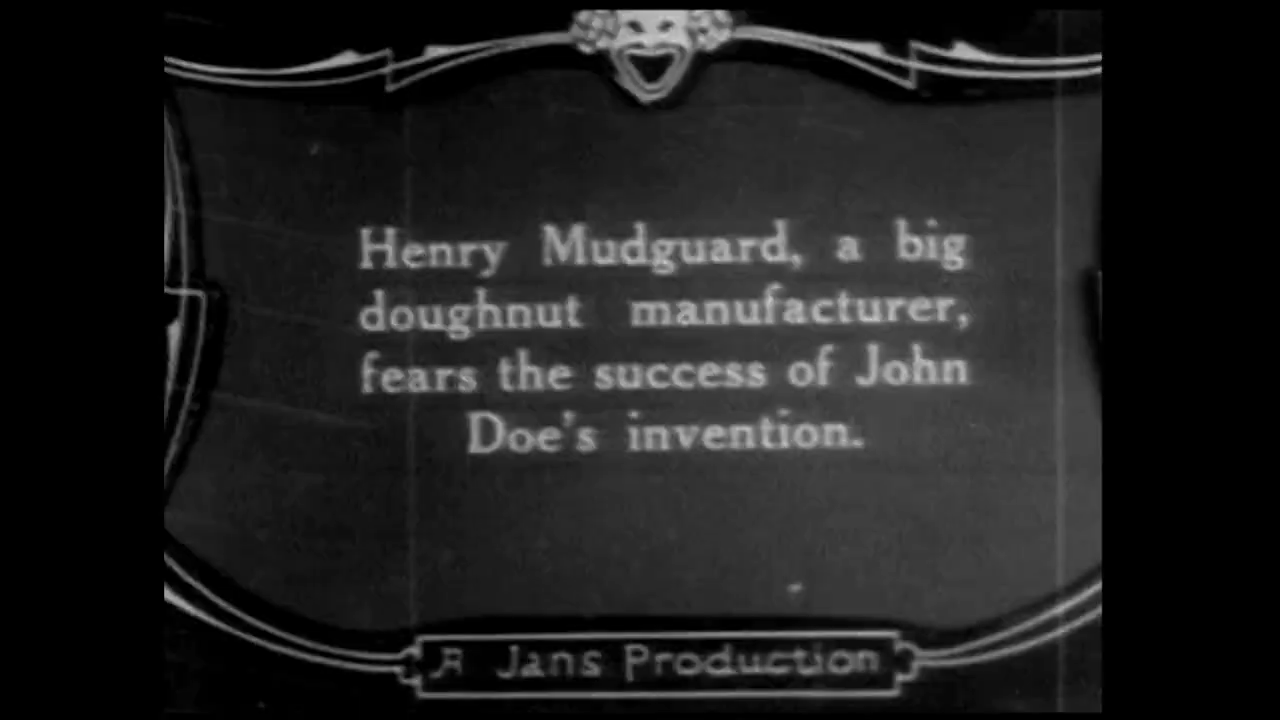 Henry Mudguard, a big
doughnut manufacturer,
fears the success of John
Doe's invention.
A Jans Production